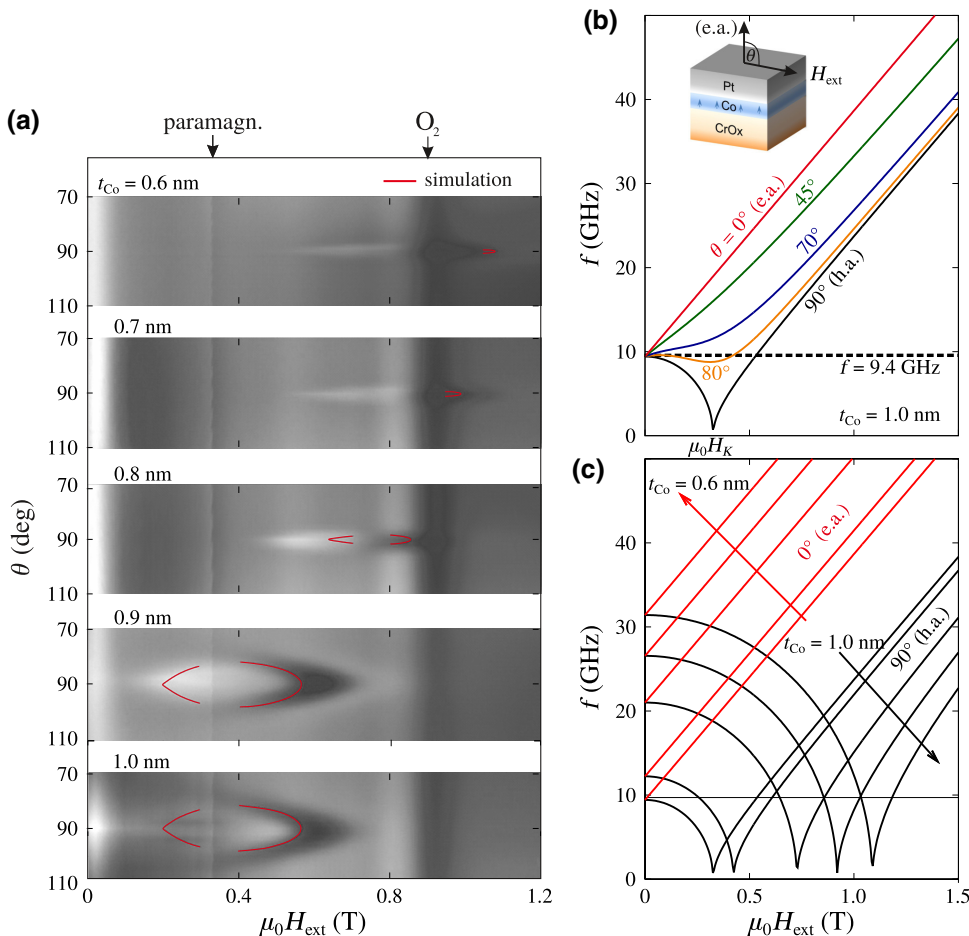 (a)
paramagn.
O2
tCo = 0.6 nm
simulation
70
90
110
0.7 nm
70
90
110
0.8 nm
70
90
110
0.9 nm
70
90
110
1.0 nm
70
90
110
θ (deg)
0
0.4
0.8
1.2
μ0Hext (T)
(b)
(e.a.)
θ
Hext
Pt
Co
CrOx
40
30
20
10
0
f (GHz)
θ = 0° (e.a.)
45°
70°
90° (h.a.)
80°
f = 9.4 GHz
tCo = 1.0 nm
μ0HK
(c)
tCo = 0.6 nm
0° (e.a.)
tCo = 1.0 nm
90° (h.a.)
40
30
20
10
0
f (GHz)
0
0.5
1.0
1.5
μ0Hext (T)